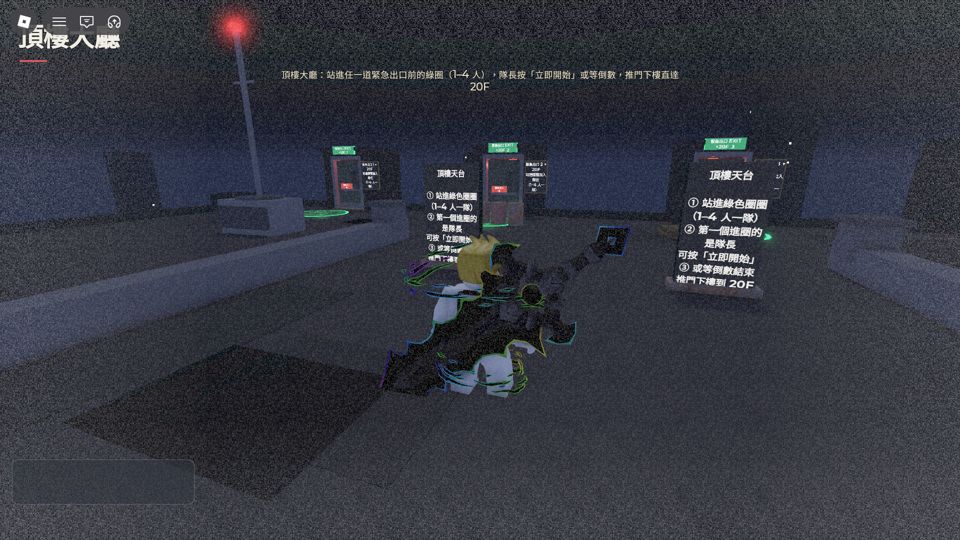 頂樓大廳
頂樓大廳：站進任一道緊急出口前的綠圈（1–4 人），隊長按「立即開始」或等倒數，推門下樓直達
20F
EXIT
EXIT
EXIT
頂樓天台
① 站進綠色圈圈
（1–4 人一隊）
② 第一個進圈的
是隊長
可按「立即開始」
③ 或等
頂樓天台
① 站進綠色圈圈
（1–4 人一隊）
② 第一個進圈的
是隊長
可按「立即開始」
③ 或等倒數結束
推門下樓到 20F